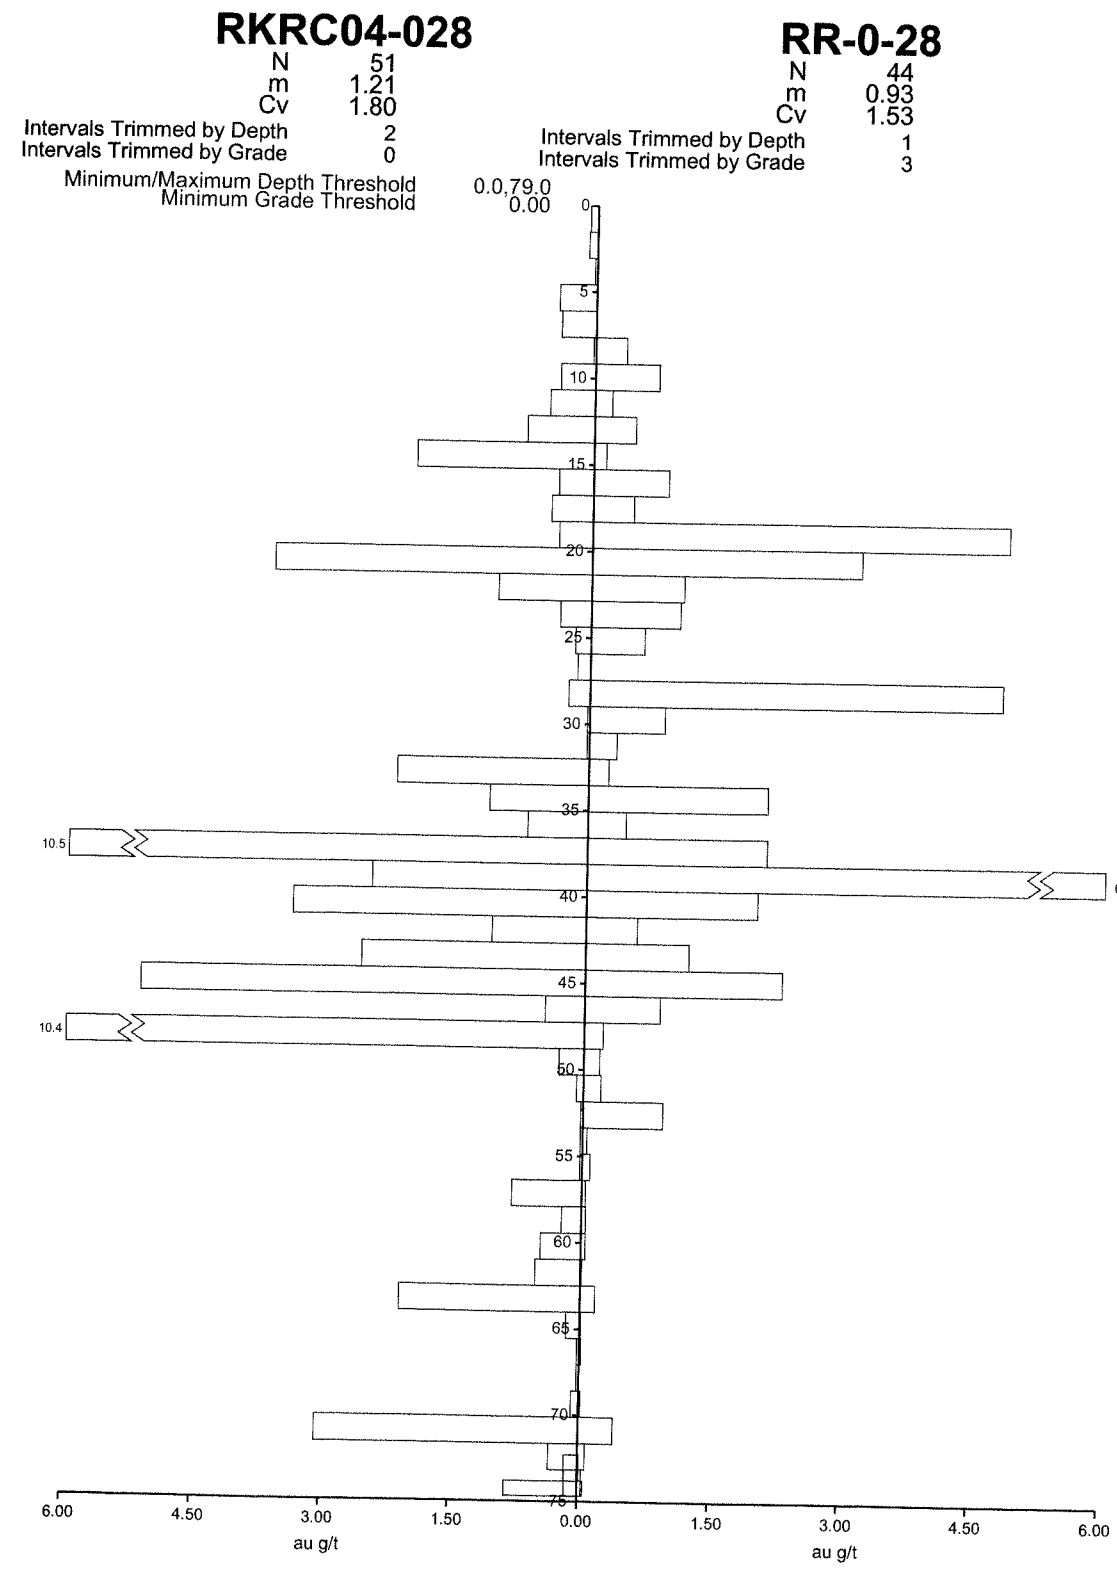 RKRC04-028
N 51
m 1.21
Cv 1.80
Intervals Trimmed by Depth 2
Intervals Trimmed by Grade 0
RR-0-28
N 44
m 0.93
Cv 1.53
Intervals Trimmed by Depth 1
Intervals Trimmed by Grade 3
Minimum/Maximum Depth Threshold 0.0,79.0
Minimum Grade Threshold 0.00
0
5
10
15
20
25
30
35
10.5
40
45
10.4
50
55
60
65
70
75
6.00 4.50 3.00 1.50 0.00 1.50 3.00 4.50 6.00
au g/t au g/t